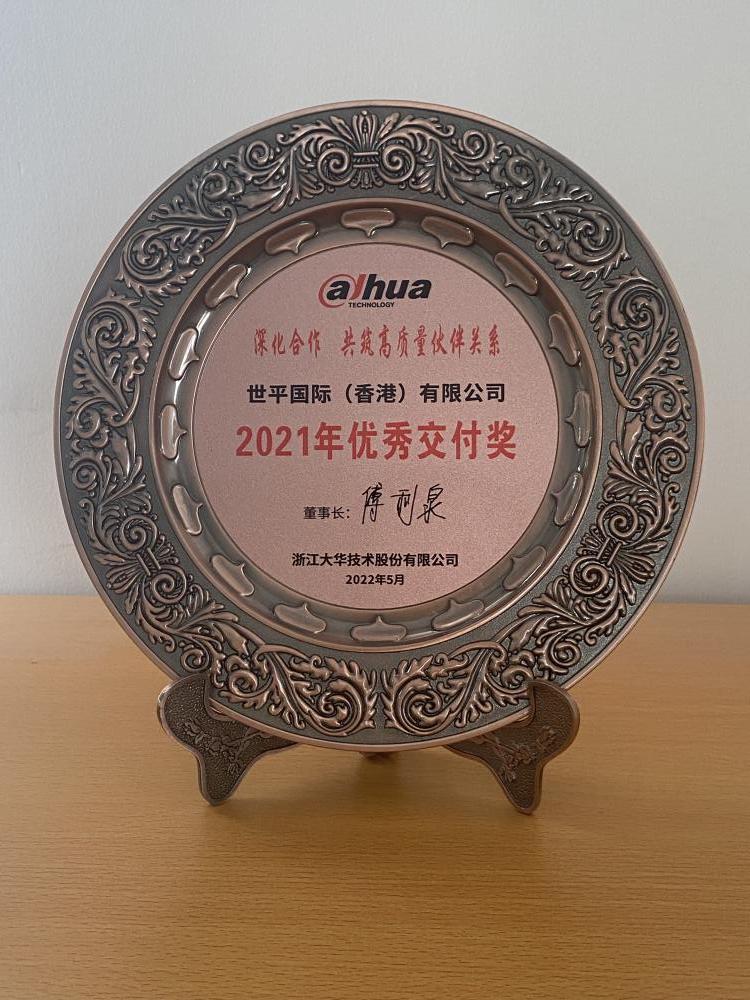 alhua
TECHNOLOGY
深化合作 共筑高质量伙伴关系
世平国际（香港）有限公司
2021年优秀交付奖
董事长：傅利泉
浙江大华技术股份有限公司
2022年5月